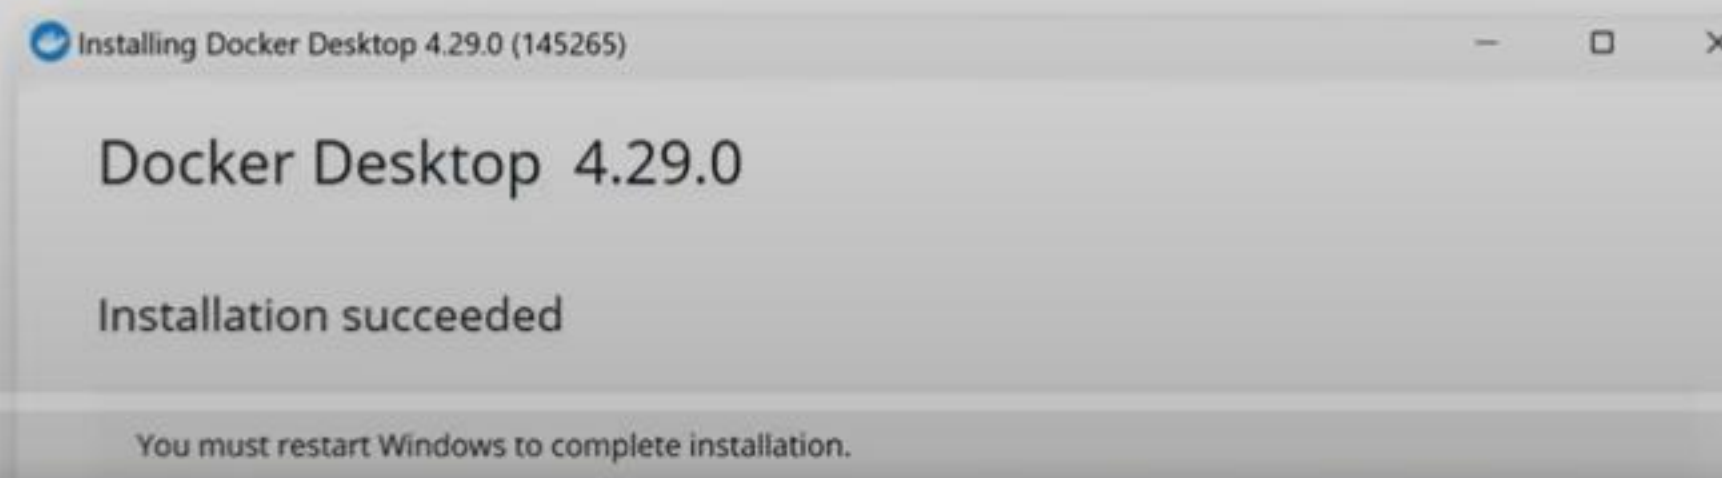 Installing Docker Desktop 4.29.0 (145265)
Docker Desktop 4.29.0
Installation succeeded
You must restart Windows to complete installation.